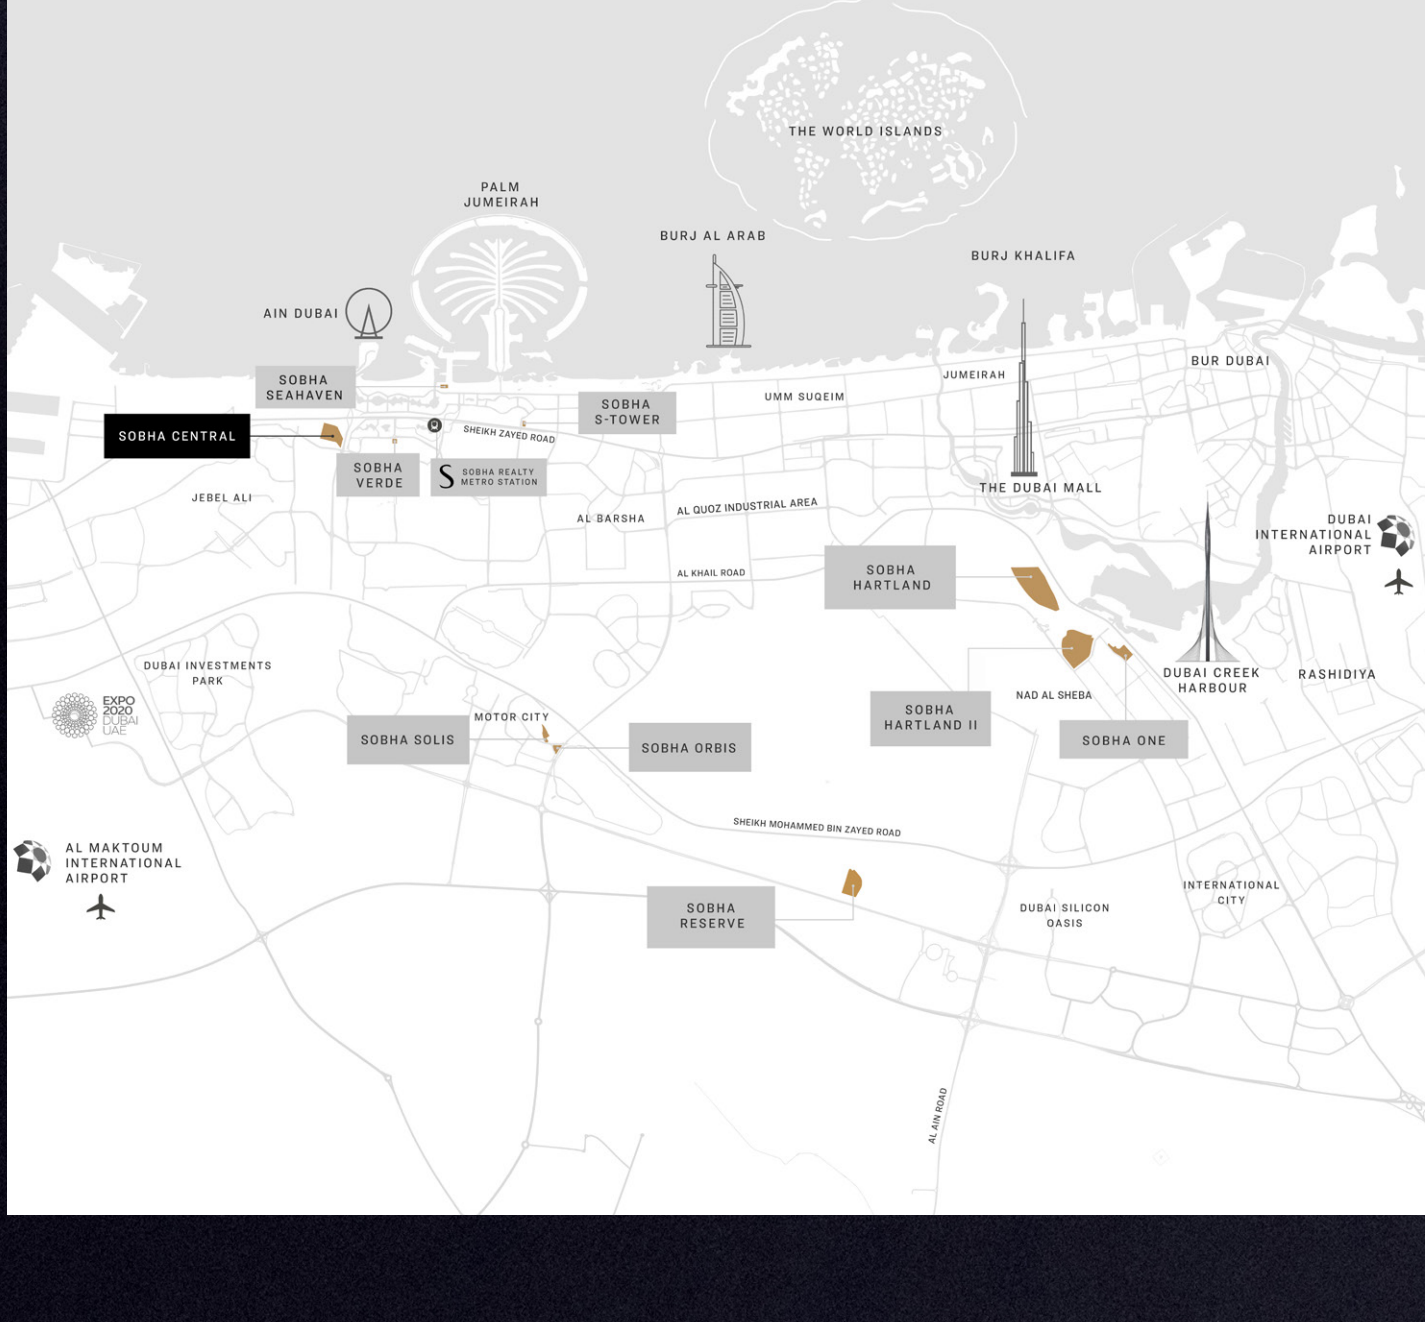 THE WORLD ISLANDS
PALM
JUMEIRAH
BURJ AL ARAB
BURJ KHALIFA
AIN DUBAI
SOBHA
SEAHAVEN
SOBHA CENTRAL
SOBHA
S-TOWER
UMM SUQEIM
JUMEIRAH
BUR DUBAI
SHEIKH ZAYED ROAD
SOBHA
VERDE
S
SOBHA REALTY
METRO STATION
JEBEL ALI
THE DUBAI MALL
AL BARSHA
AL QUOZ INDUSTRIAL AREA
DUBAI
INTERNATIONAL
AIRPORT
AL KHAIL ROAD
SOBHA
HARTLAND
DUBAI INVESTMENTS
PARK
EXPO
2020
DUBAI
UAE
MOTOR CITY
SOBHA SOLIS
SOBHA ORBIS
SOBHA
HARTLAND II
NAD AL SHEBA
SOBHA ONE
DUBAI CREEK
HARBOUR
RASHIDIYA
AL MAKTOUM
INTERNATIONAL
AIRPORT
SHEIKH MOHAMMED BIN ZAYED ROAD
SOBHA
RESERVE
DUBAI SILICON
OASIS
INTERNATIONAL
CITY
AL AIN ROAD